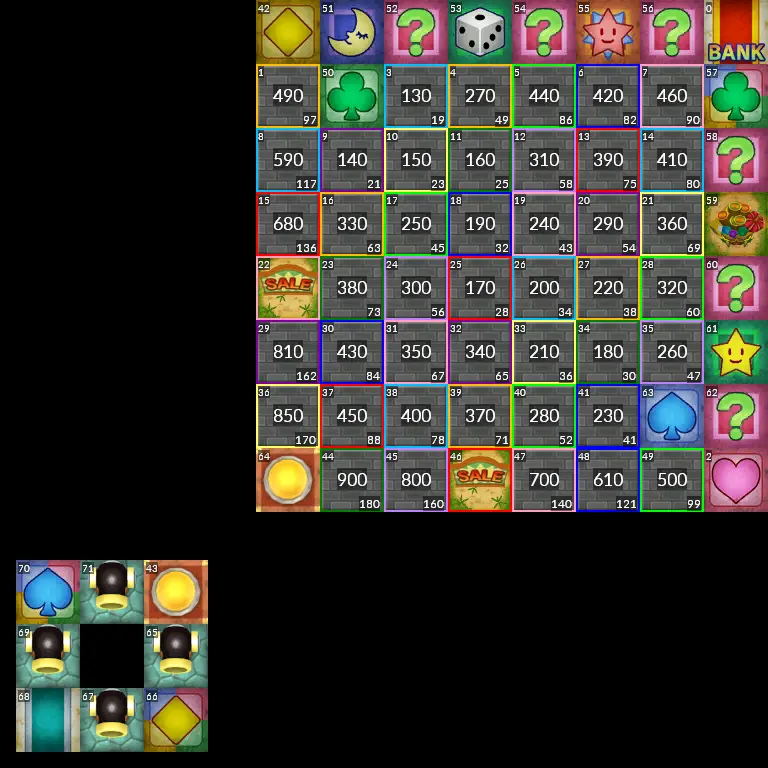 42 51 52 ? 53 54 ? 55 56 ? 0 BANK
1 490 97 50 3 130 19 4 270 49 5 440 86 6 420 82 7 460 90 57
8 590 117 9 140 21 10 150 23 11 160 25 12 310 58 13 390 75 14 410 80 58 ?
15 680 136 16 330 63 17 250 45 18 190 32 19 240 43 20 290 54 21 360 69 59
22 SALE 23 380 73 24 300 56 25 170 28 26 200 34 27 220 38 28 320 60 60 ?
29 810 162 30 430 84 31 350 67 32 340 65 33 210 36 34 180 30 35 260 47 61
36 850 170 37 450 88 38 400 78 39 370 71 40 280 52 41 230 41 63 62 ?
64 44 900 180 45 800 160 46 SALE 47 700 140 48 610 121 49 500 99 2
70 71 43
69 65
68 67 66